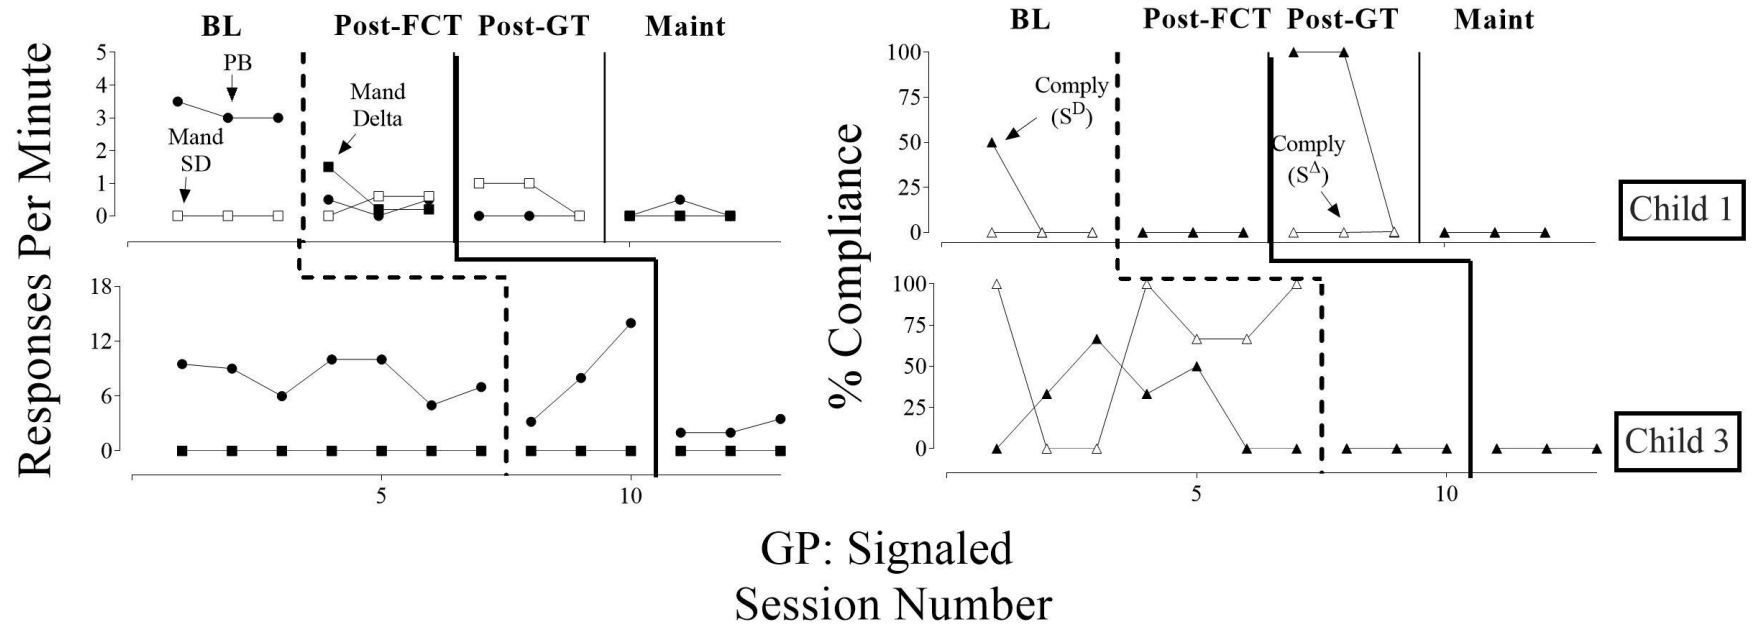 BL Post-FCT Post-GT Maint
BL Post-FCT Post-GT Maint
Responses Per Minute
5
4
3
2
1
0
PB
Mand
SD
Mand
Delta
18
12
6
0
5 10
% Compliance
100
75
50
25
0
Comply
(S^D)
Comply
(S^Δ)
Child 1
100
75
50
25
0
Child 3
5 10
GP: Signaled
Session Number